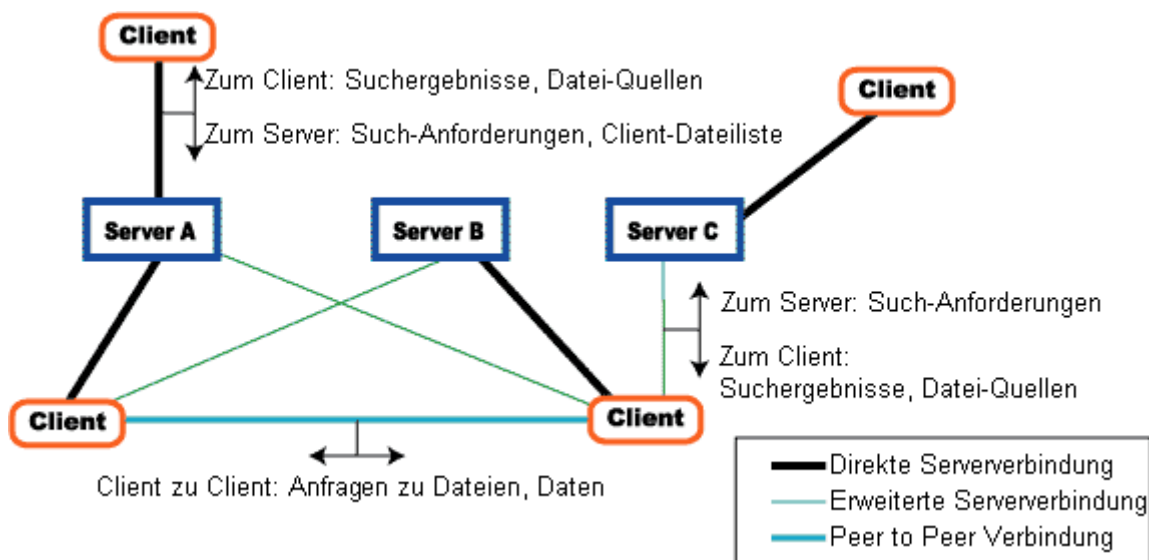 Client
Zum Client: Suchergebnisse, Datei-Quellen
Client
Zum Server: Such-Anforderungen, Client-Dateiliste
Server A
Server B
Server C
Zum Server: Such-Anforderungen
Zum Client:
Suchergebnisse, Datei-Quellen
Client
Client
Client zu Client: Anfragen zu Dateien, Daten
Direkte Serververbindung
Erweiterte Serververbindung
Peer to Peer Verbindung